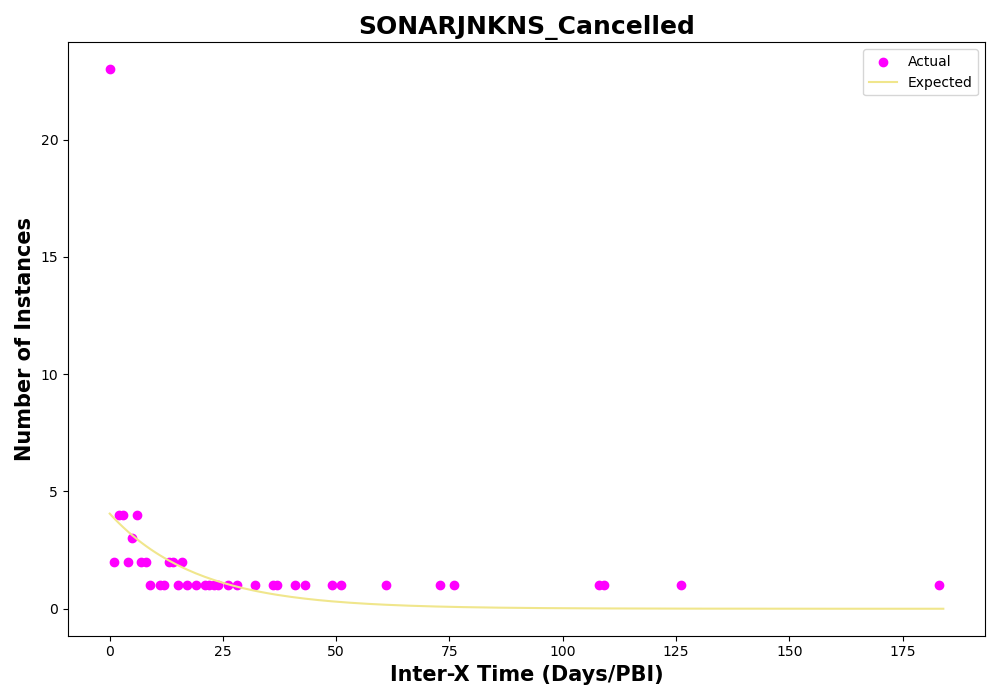 SONARJNKNS_Cancelled
Actual
Expected
20
15
10
5
0
Number of Instances
0 25 50 75 100 125 150 175
Inter-X Time (Days/PBI)